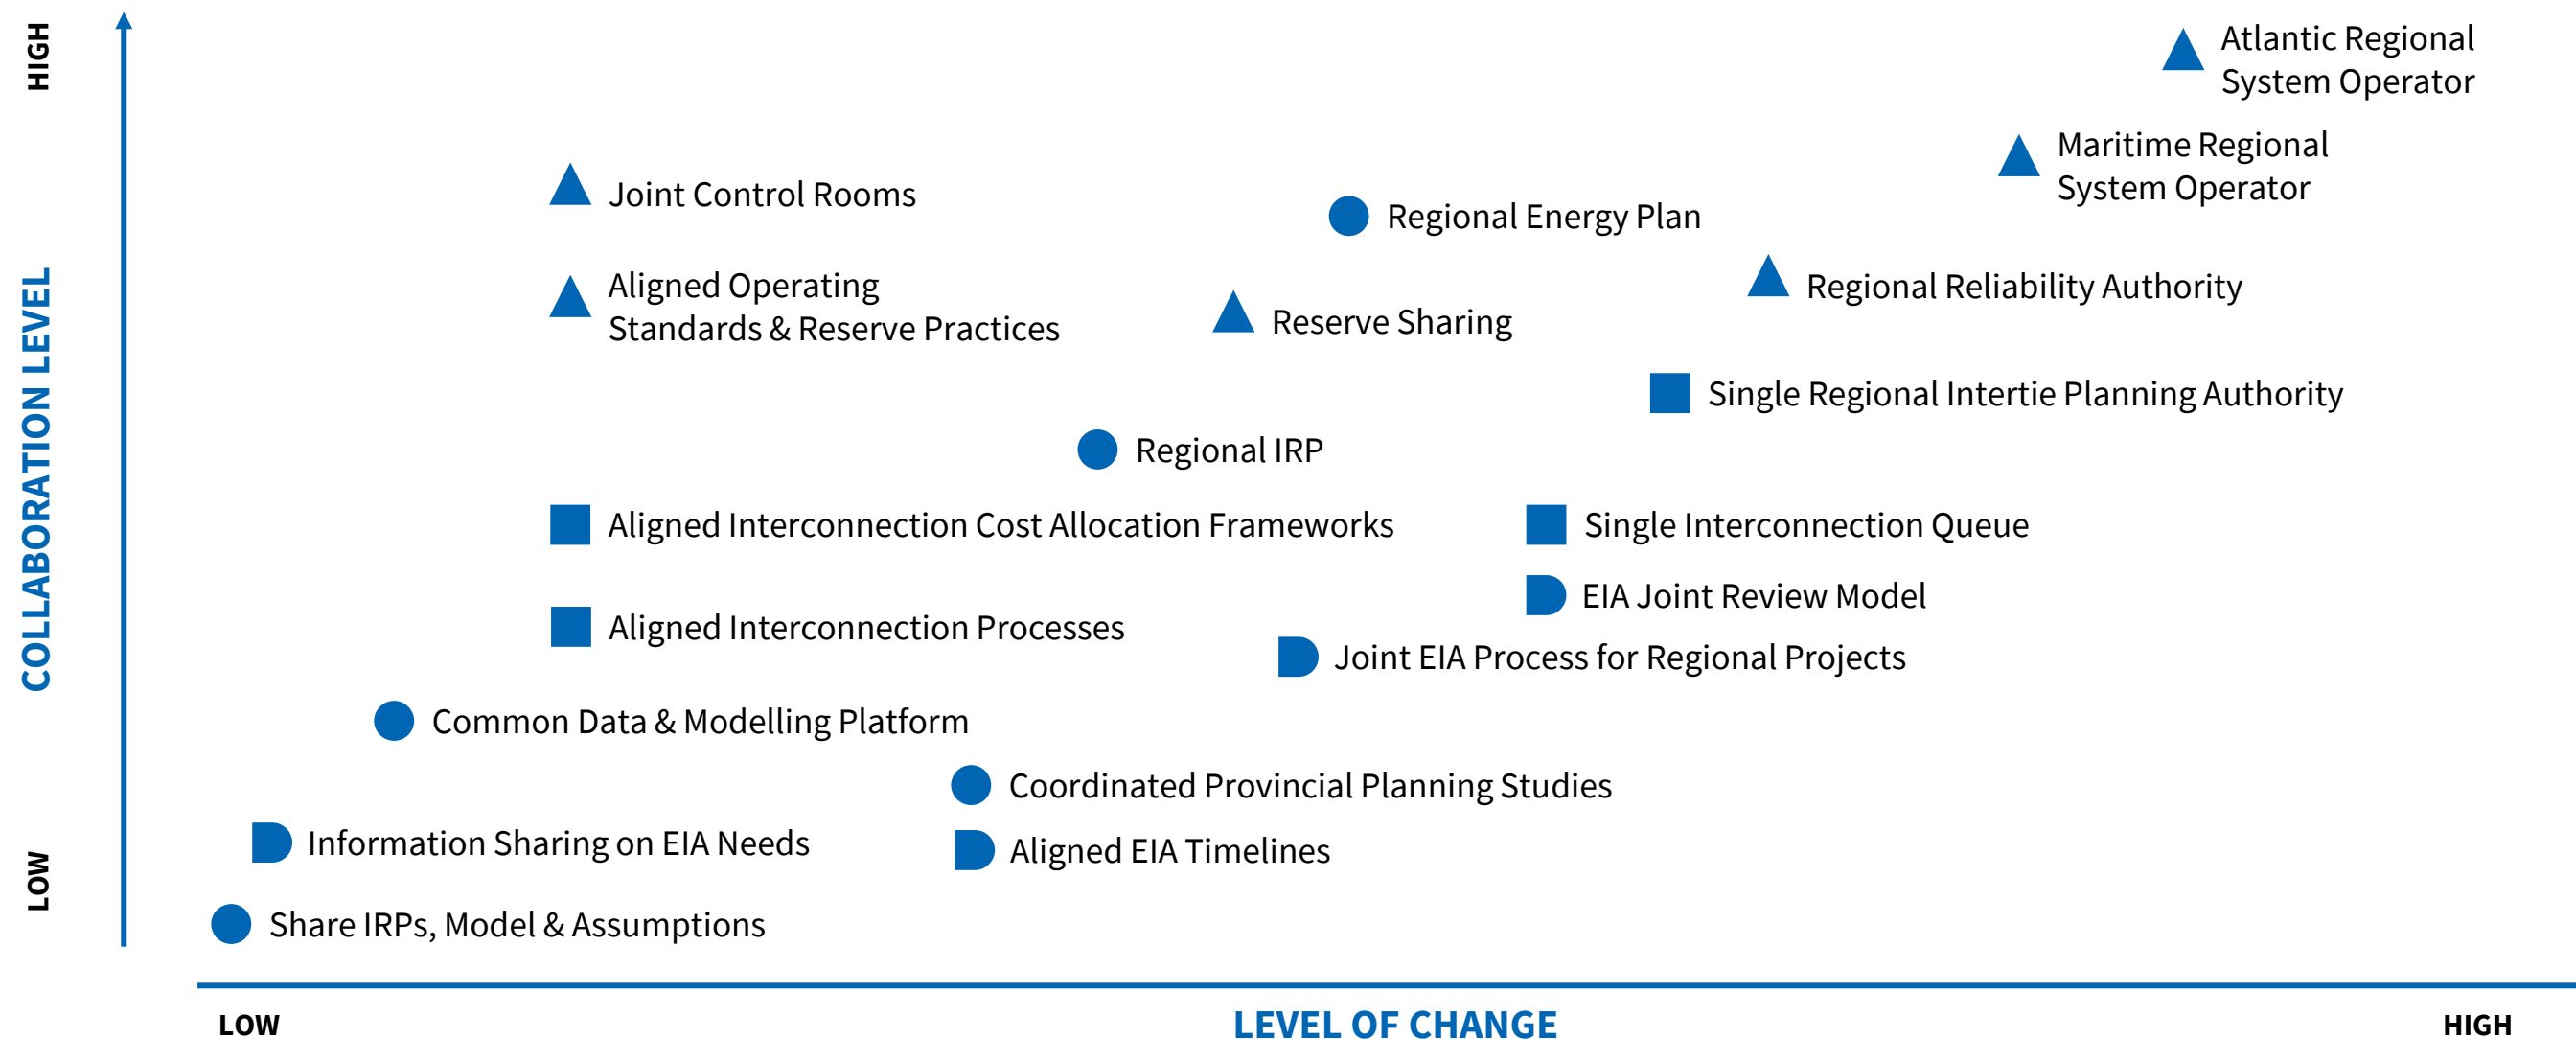 HIGH
COLLABORATION LEVEL
LOW
Atlantic Regional
System Operator
Maritime Regional
System Operator
Joint Control Rooms
Regional Energy Plan
Aligned Operating
Standards & Reserve Practices
Reserve Sharing
Regional Reliability Authority
Single Regional Intertie Planning Authority
Regional IRP
Aligned Interconnection Cost Allocation Frameworks
Single Interconnection Queue
EIA Joint Review Model
Aligned Interconnection Processes
Joint EIA Process for Regional Projects
Common Data & Modelling Platform
Coordinated Provincial Planning Studies
Information Sharing on EIA Needs
Aligned EIA Timelines
Share IRPs, Model & Assumptions
LOW
LEVEL OF CHANGE
HIGH